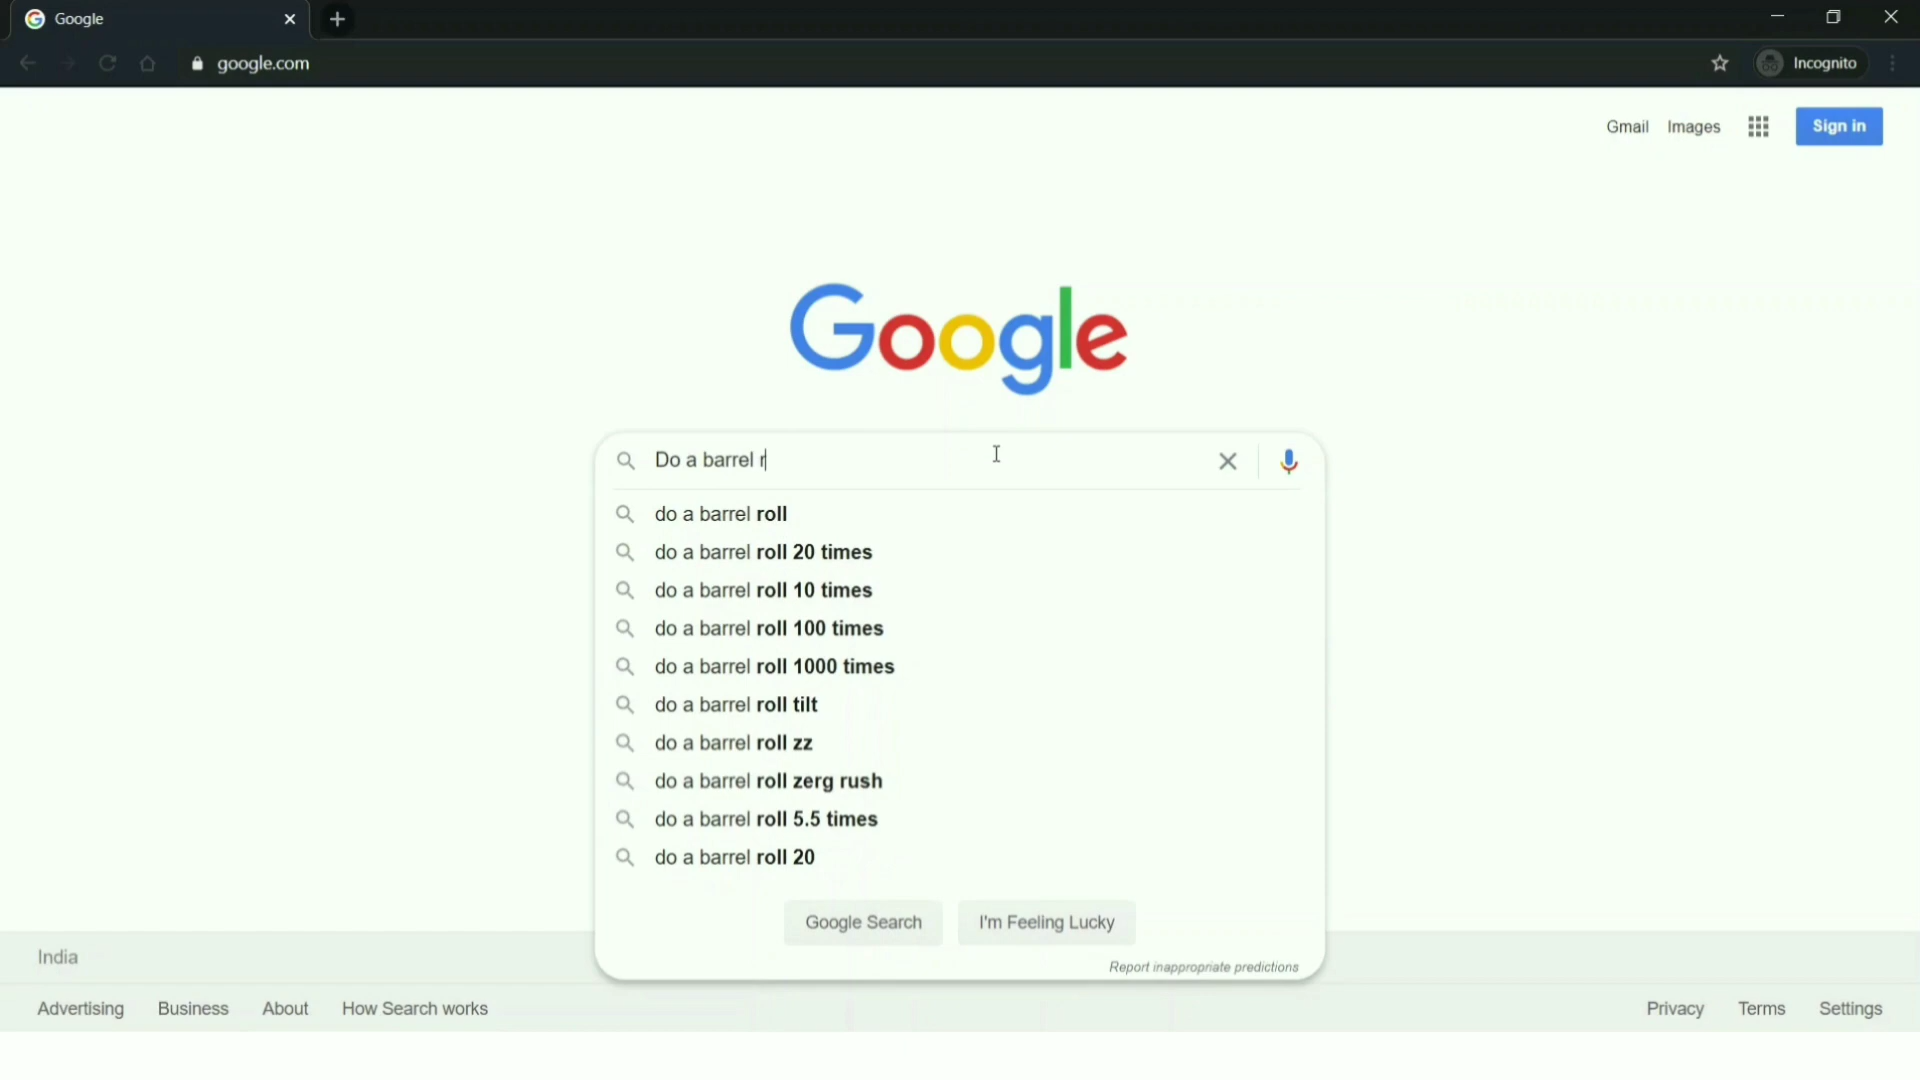 Google
google.com
Incognito
Gmail Images Sign in
Google
Do a barrel r
do a barrel roll
do a barrel roll 20 times
do a barrel roll 10 times
do a barrel roll 100 times
do a barrel roll 1000 times
do a barrel roll tilt
do a barrel roll zz
do a barrel roll zerg rush
do a barrel roll 5.5 times
do a barrel roll 20
Google Search I'm Feeling Lucky
Report inappropriate predictions
India
Advertising Business About How Search works Privacy Terms Settings